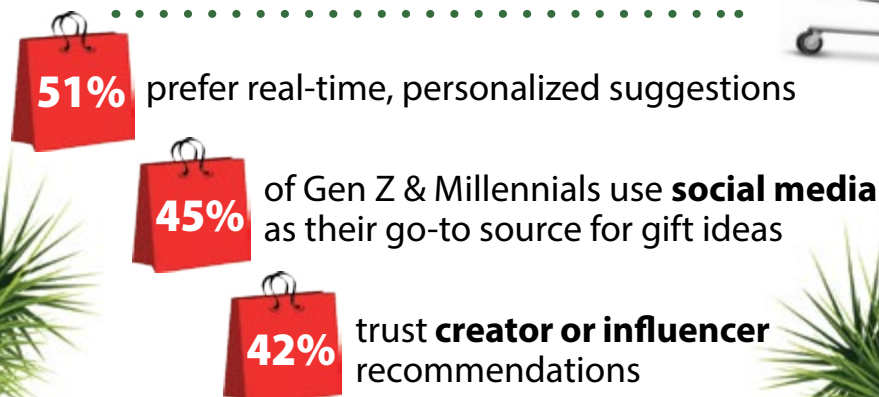 51% prefer real-time, personalized suggestions
45% of Gen Z & Millennials use social media
as their go-to source for gift ideas
42% trust creator or influencer
recommendations